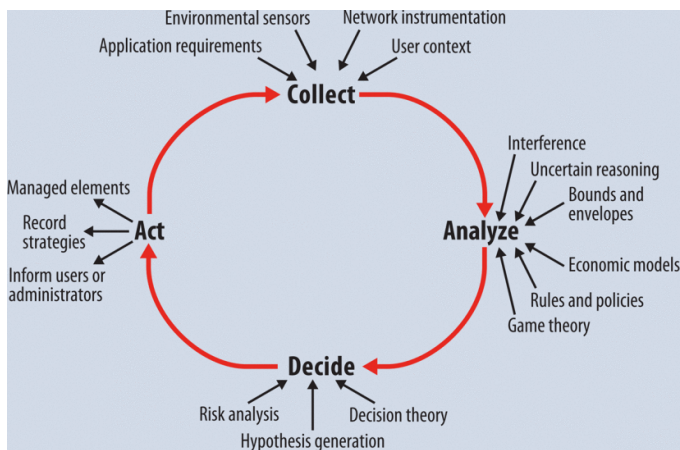 Environmental sensors
Network instrumentation
Application requirements
User context
Collect
Interference
Uncertain reasoning
Bounds and
envelopes
Analyze
Economic models
Rules and policies
Game theory
Managed elements
Record
strategies
Act
Inform users or
administrators
Decide
Risk analysis
Decision theory
Hypothesis generation